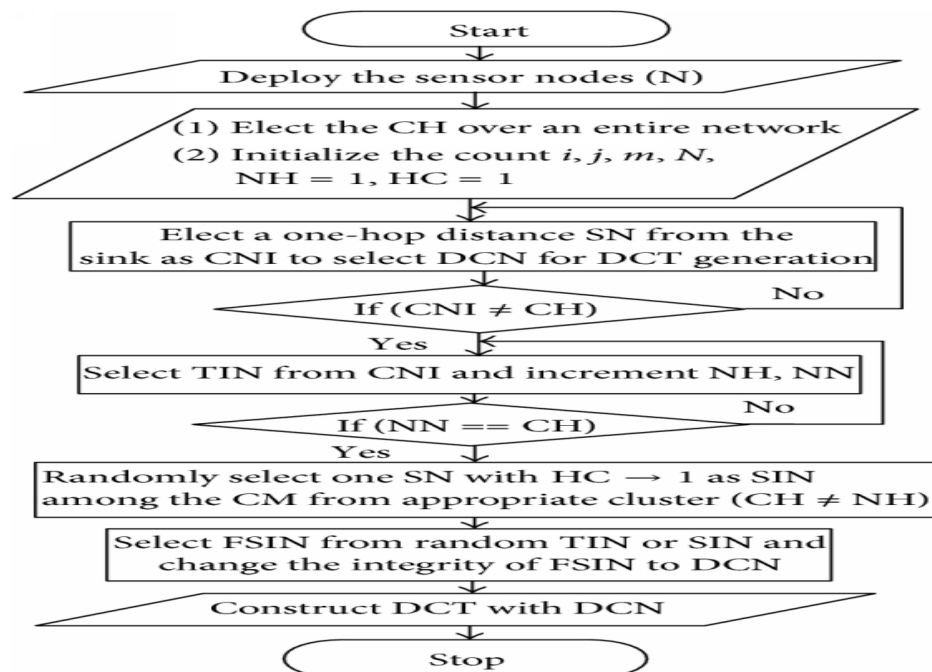 Start
Deploy the sensor nodes (N)
(1) Elect the CH over an entire network
(2) Initialize the count i, j, m, N,
NH = 1, HC = 1
Elect a one-hop distance SN from the
sink as CNI to select DCN for DCT generation
If (CNI ≠ CH)
No
Yes
Select TIN from CNI and increment NH, NN
If (NN == CH)
No
Yes
Randomly select one SN with HC → 1 as SIN
among the CM from appropriate cluster (CH ≠ NH)
Select FSIN from random TIN or SIN and
change the integrity of FSIN to DCN
Construct DCT with DCN
Stop